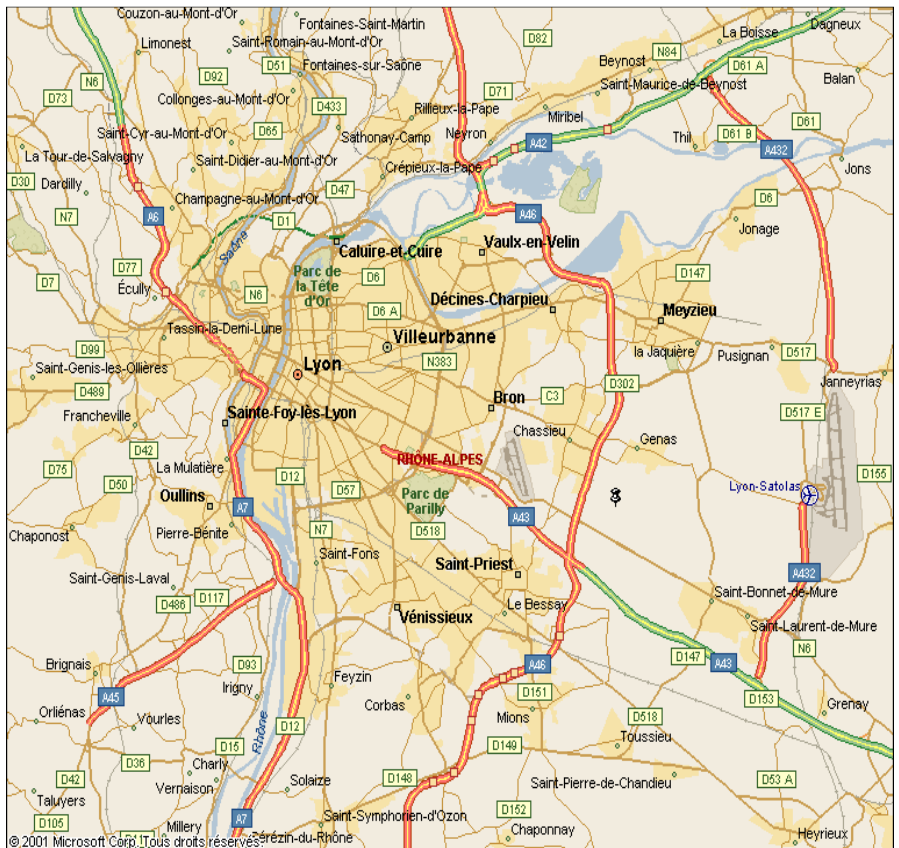 Couzon-au-Mont-d'Or
Fontaines-Saint-Martin
Dagneux
La Boisse
D82
N84
Limonest
Saint-Romain-au-Mont-d'Or
D51
Fontaines-sur-Saône
Beynost
D61 A
Balan
N6
D92
D73
Collonges-au-Mont-d'Or
D433
D71
Saint-Maurice-de-Beynost
Rillieux-la-Pape
Miribel
D61
Saint-Cyr-au-Mont-d'Or
D65
Sathonay-Camp
Neyron
A42
Thil
D61 B
A432
La Tour-de-Salvagny
Saint-Didier-au-Mont-d'Or
Crépieux-la-Pape
Jons
D30
Dardilly
D47
Champagne-au-Mont-d'Or
D6
N7
A6
D1
A46
Jonage
Saône
Caluire-et-Cuire
Vaulx-en-Velin
D77
Parc de
la Tête
d'Or
D6
D147
D7
Écully
N6
Décines-Charpieu
D6 A
Meyzieu
Tassin-la-Demi-Lune
Villeurbanne
D99
la Jaquière
Pusignan
D517
Saint-Genis-les-Ollières
Lyon
N383
D302
Janneyrias
D489
Bron
C3
Francheville
Sainte-Foy-lès-Lyon
D517 E
Chassieu
D42
Genas
RHÔNE-ALPES
D75
La Mulatière
D12
D155
D50
D57
Lyon-Satolas
Oullins
Parc de
Parilly
A7
A43
Chaponost
Pierre-Bénite
N7
D518
Saint-Fons
Saint-Priest
Saint-Genis-Laval
A432
D486
D117
Saint-Bonnet-de-Mure
Vénissieux
Le Bessay
Saint-Laurent-de-Mure
N6
Brignais
D93
A46
D147
A43
Feyzin
A45
Irigny
D151
D153
Corbas
Grenay
Orliénas
Vourles
Rhône
D12
Mions
D518
D15
Toussieu
D149
D36
Charly
D42
Vernaison
Solaize
D148
Saint-Pierre-de-Chandieu
D53 A
Taluyers
D152
D105
A7
Saint-Symphorien-d'Ozon
Millery
Chaponnay
Heyrieux
Sérézin-du-Rhône
© 2001 Microsoft Corp. Tous droits réservés.